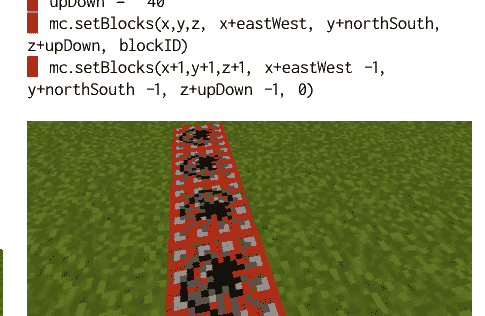 upDown = 40
mc.setBlocks(x,y,z, x+eastWest, y+northSouth,
z+upDown, blockID)
mc.setBlocks(x+1,y+1,z+1, x+eastWest -1,
y+northSouth -1, z+upDown -1, 0)